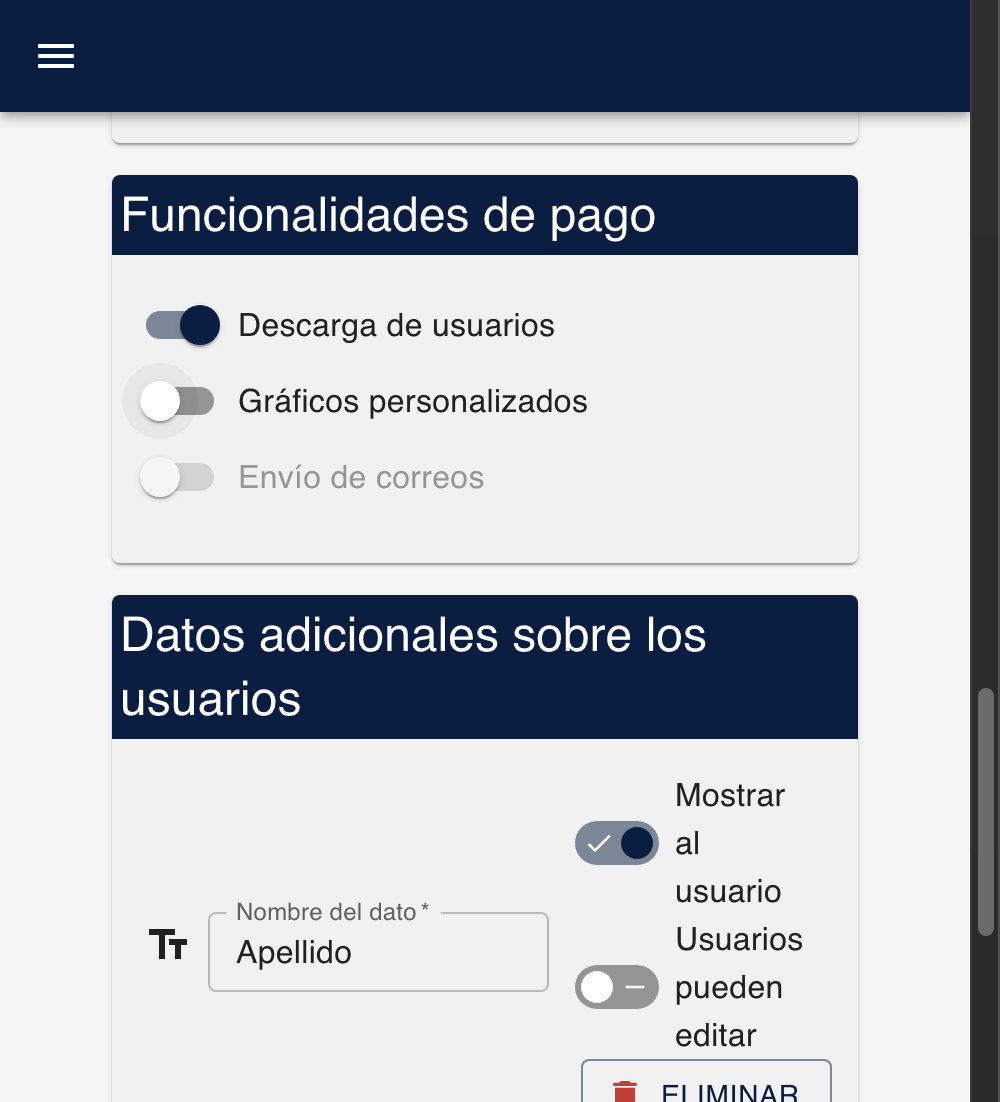 Funcionalidades de pago
Descarga de usuarios
Gráficos personalizados
Envío de correos
Datos adicionales sobre los
usuarios
Nombre del dato *
Apellido
Mostrar
al
usuario
Usuarios
pueden
editar
ELIMINAR